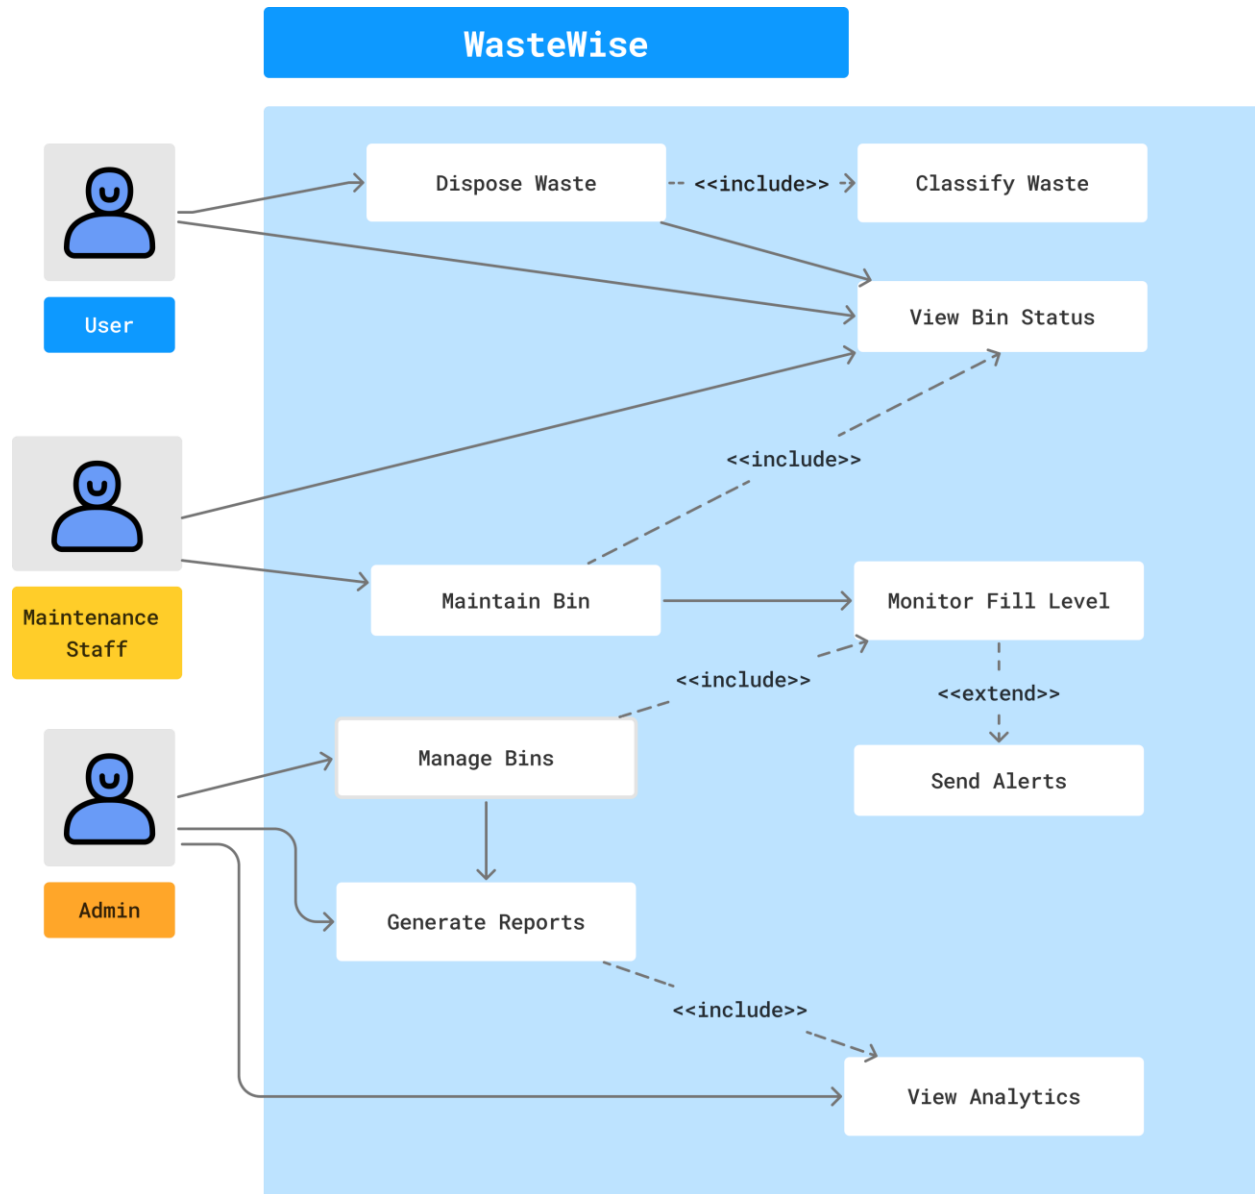 WasteWise
Dispose Waste
<<include>>
Classify Waste
User
View Bin Status
<<include>>
Maintenance
Staff
Maintain Bin
Monitor Fill Level
<<include>>
<<extend>>
Manage Bins
Send Alerts
Admin
Generate Reports
<<include>>
View Analytics